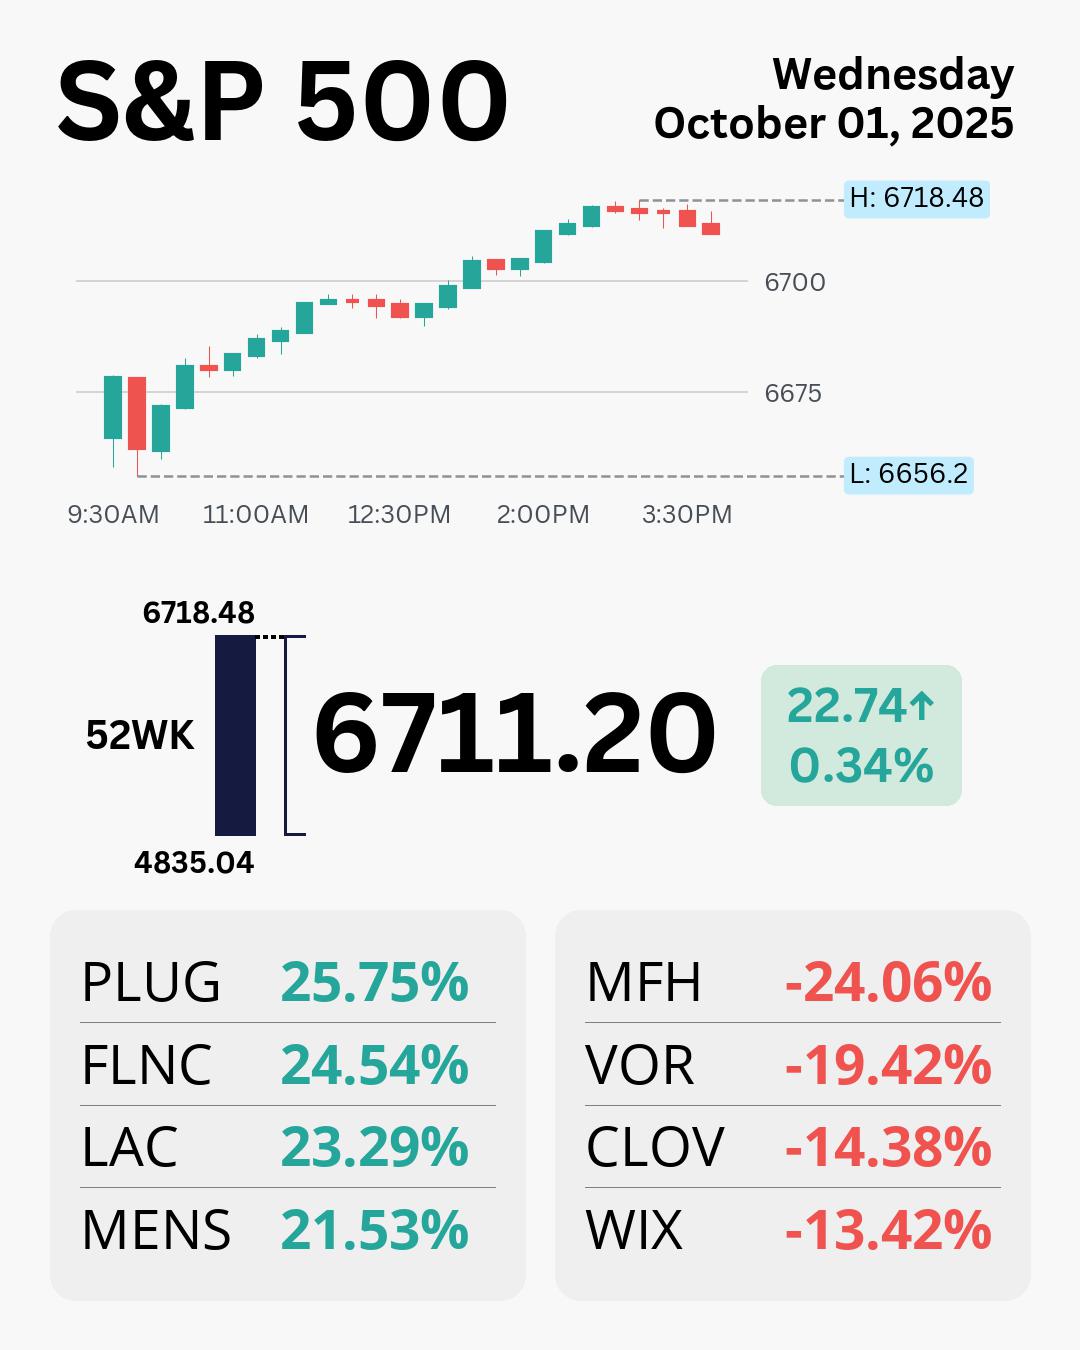 S&P 500
Wednesday
October 01, 2025
H: 6718.48
6700
6675
L: 6656.2
9:30AM 11:00AM 12:30PM 2:00PM 3:30PM
6718.48
52WK
6711.20
22.74↑
0.34%
4835.04
PLUG 25.75%
FLNC 24.54%
LAC 23.29%
MENS 21.53%
MFH -24.06%
VOR -19.42%
CLOV -14.38%
WIX -13.42%